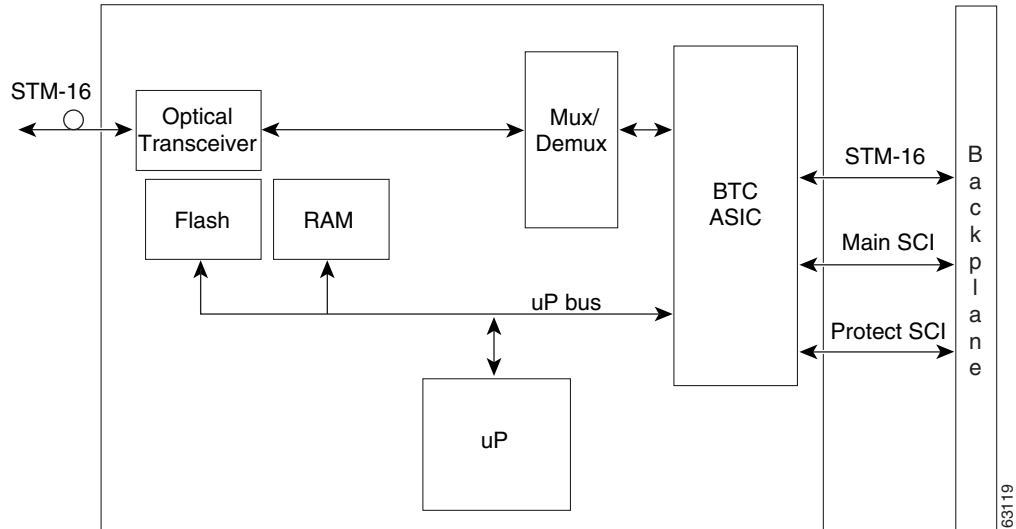 STM-16
Optical
Transceiver
Mux/
Demux
BTC
ASIC
STM-16
Main SCI
Protect SCI
Backplane
Flash
RAM
uP bus
uP
63119